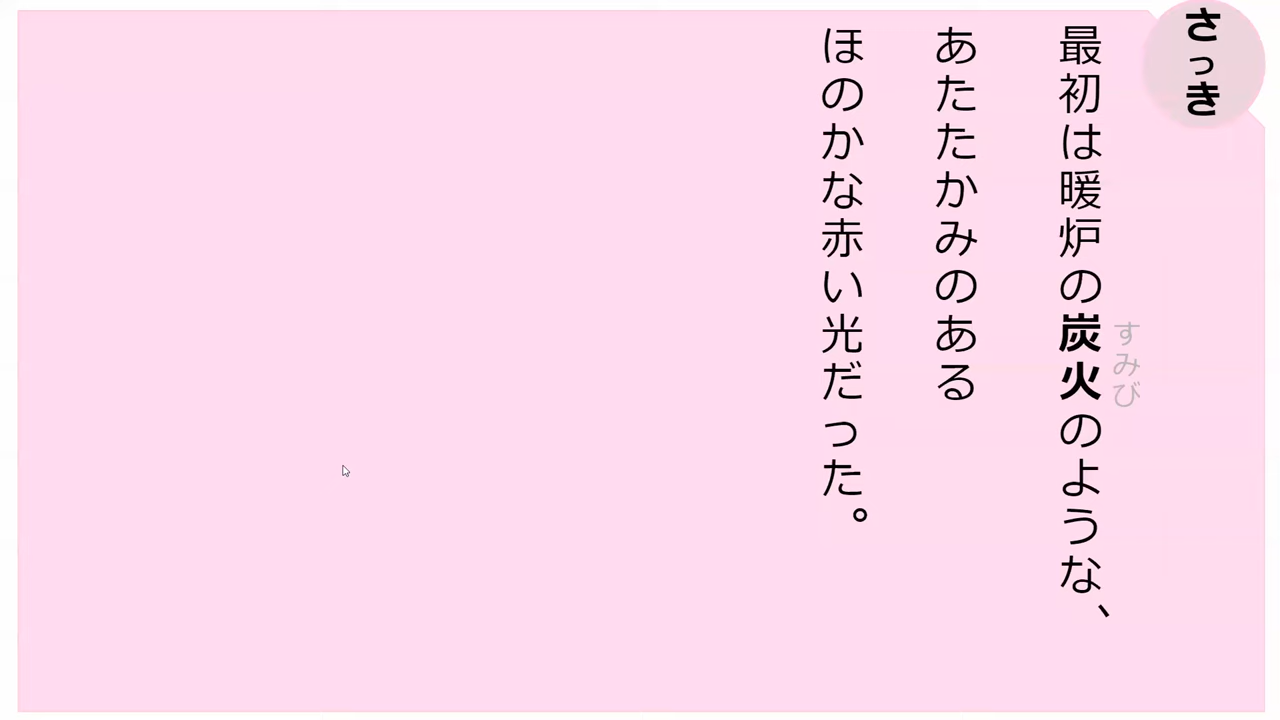 さっき
最初は暖炉の炭火のような、
すみび
あたたかみのある
ほのかな赤い光だった。